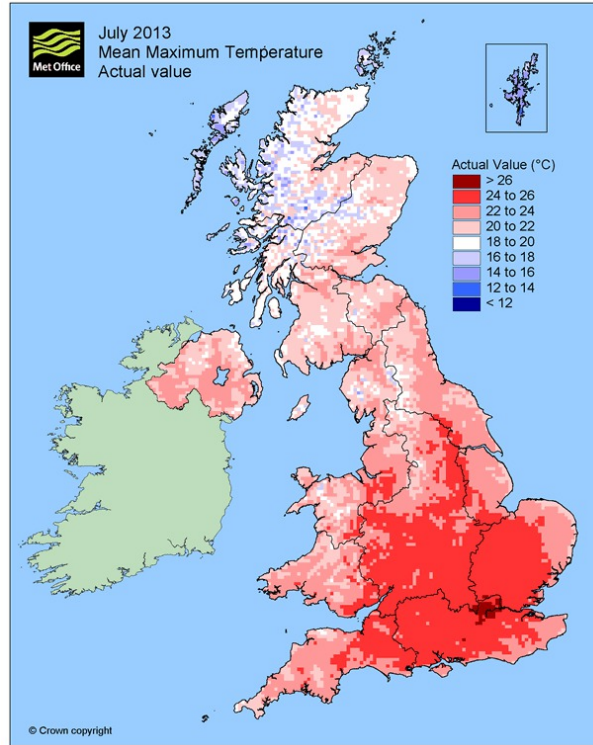 Met Office
July 2013
Mean Maximum Temperature
Actual value
Actual Value (°C)
> 26
24 to 26
22 to 24
20 to 22
18 to 20
16 to 18
14 to 16
12 to 14
< 12
© Crown copyright